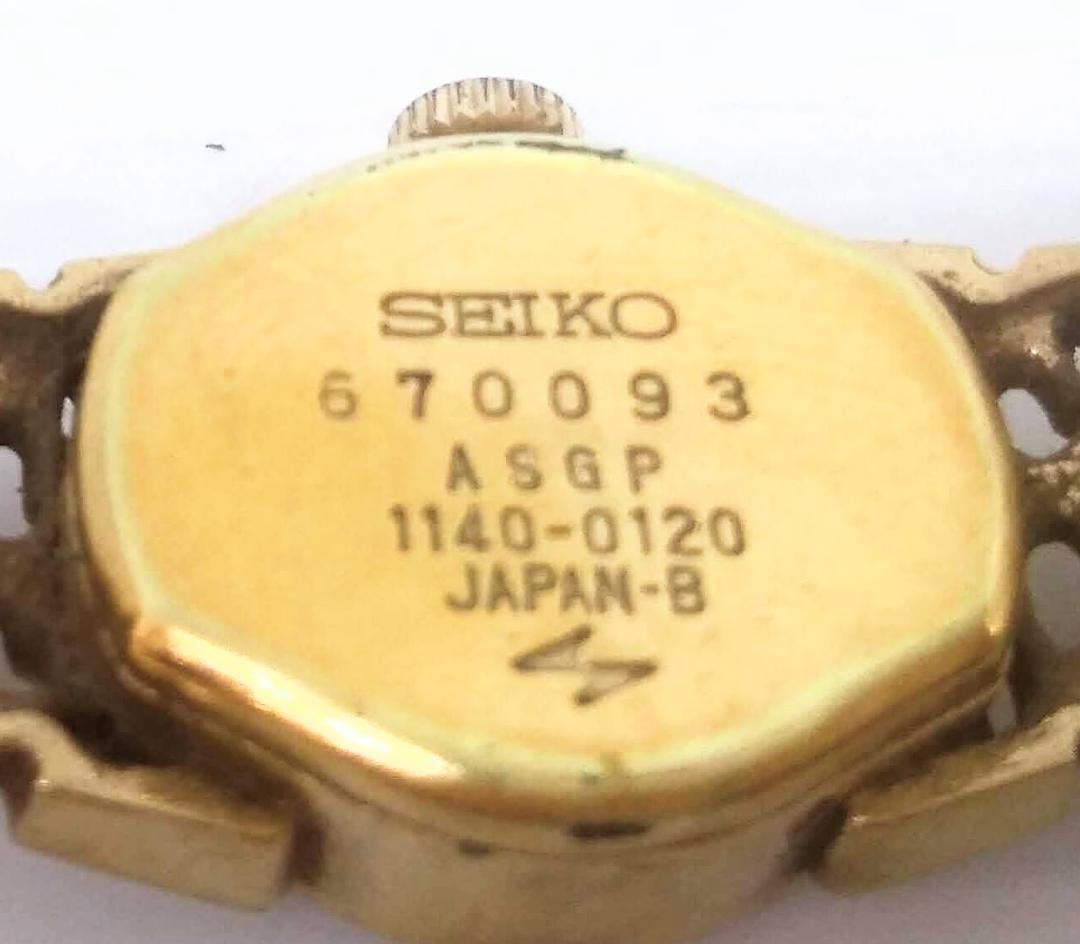 SEIKO
670093
ASGP
1140-0120
JAPAN-B